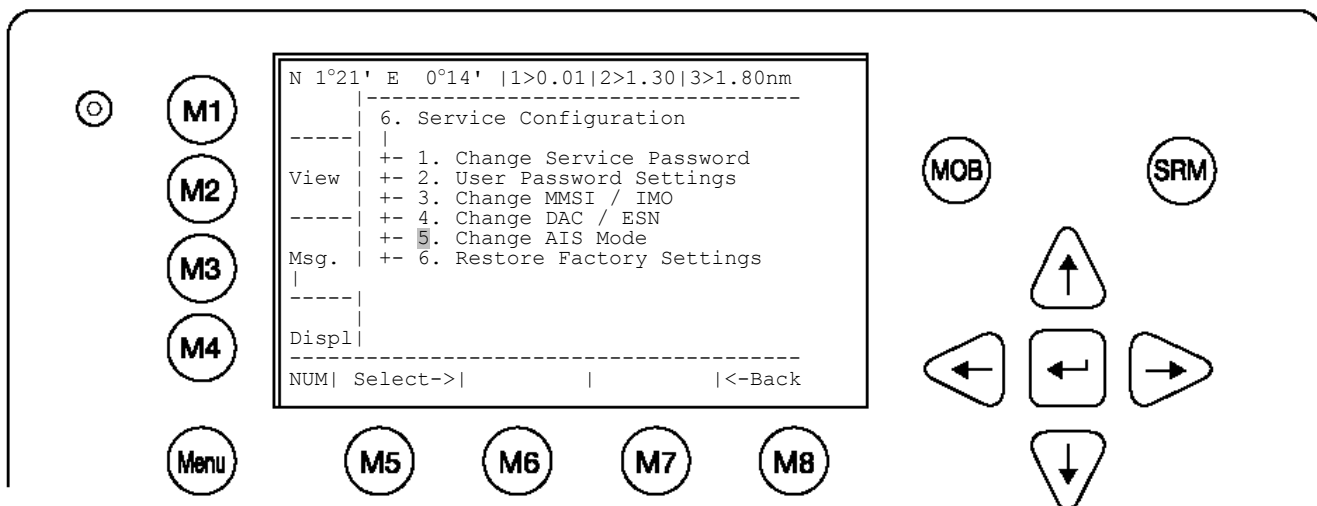 N 1°21' E  0°14' |1>0.01|2>1.30|3>1.80nm
|----------------------------------
| 6. Service Configuration
-----| |
| +- 1. Change Service Password
View | +- 2. User Password Settings
| +- 3. Change MMSI / IMO
-----| +- 4. Change DAC / ESN
| +- 5. Change AIS Mode
Msg. | +- 6. Restore Factory Settings
|
-----|
|
Displ|
----------------------------------------
NUM| Select->|         |         |<-Back
M1
M2
M3
M4
Menu
M5
M6
M7
M8
MOB
SRM